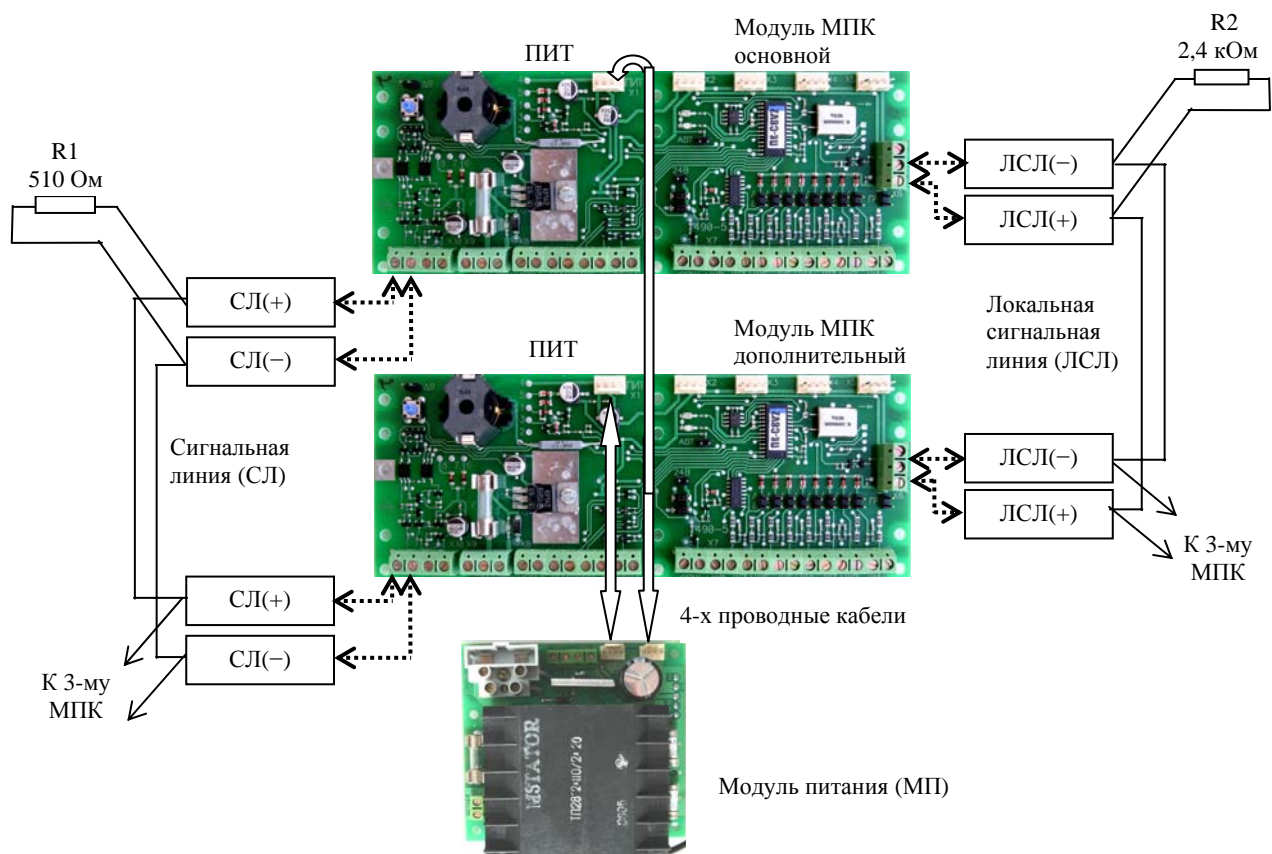 R2
2,4 кОм
Модуль МПК
основной
ПИТ
R1
510 Ом
ЛСЛ(−)
ЛСЛ(+)
СЛ(+)
СЛ(−)
Локальная
сигнальная
линия (ЛСЛ)
Модуль МПК
дополнительный
ПИТ
Сигнальная
линия (СЛ)
ЛСЛ(−)
ЛСЛ(+)
К 3-му
МПК
4-х проводные кабели
СЛ(+)
СЛ(−)
К 3-му
МПК
MSTATOR
Модуль питания (МП)